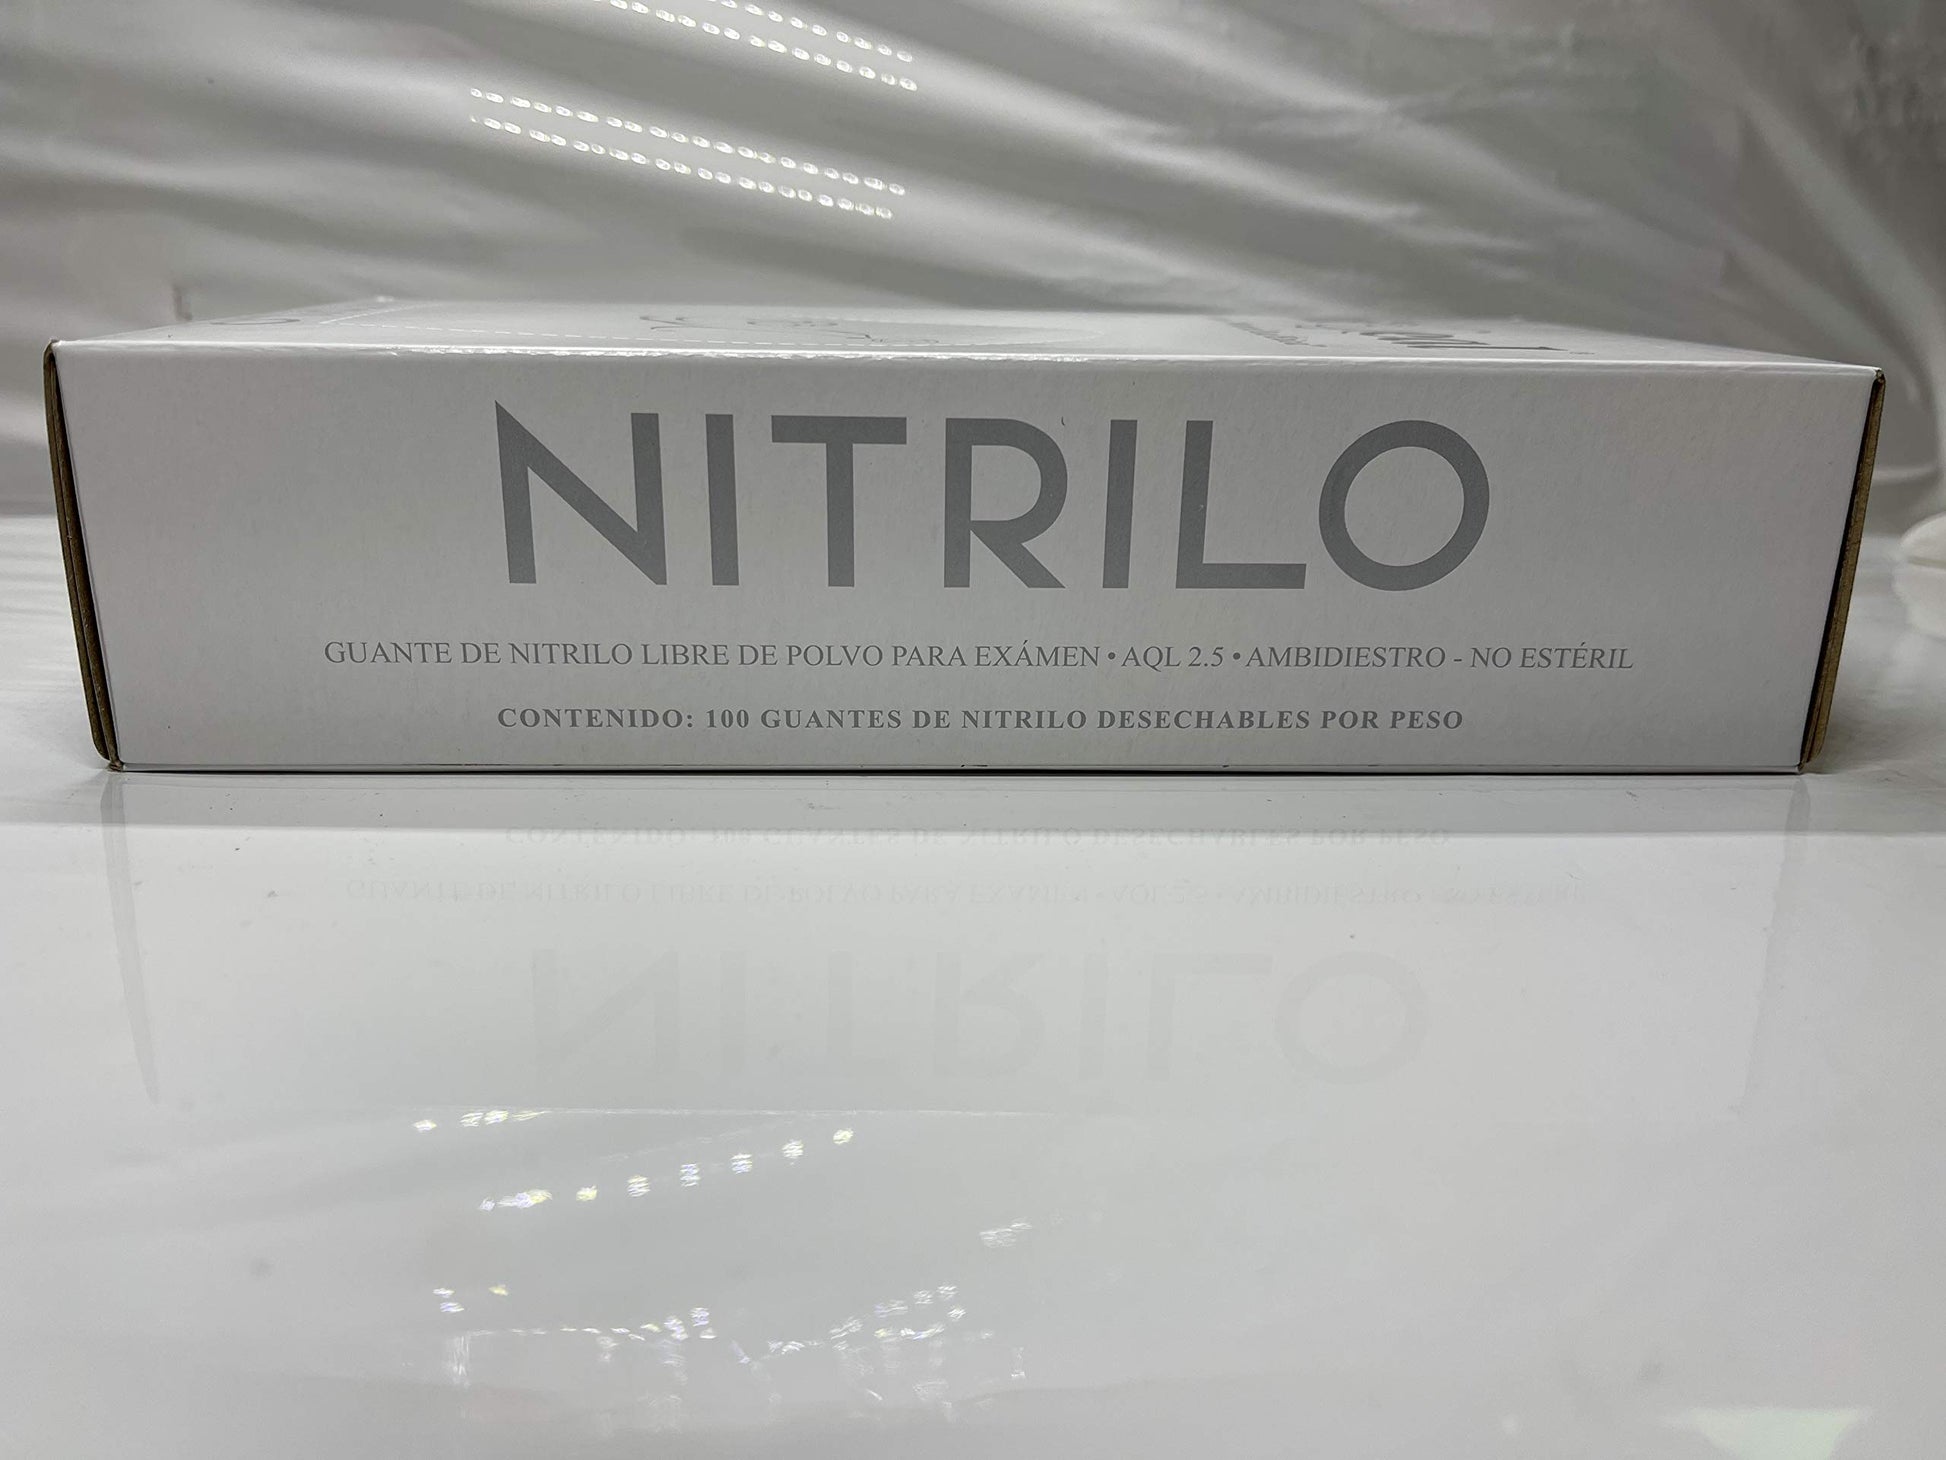 NITRILO
GUANTE DE NITRILO LIBRE DE POLVO PARA EXÁMEN • AQL 2.5 • AMBIDIESTRO - NO ESTÉRIL
CONTENIDO: 100 GUANTES DE NITRILO DESECHABLES POR PESO